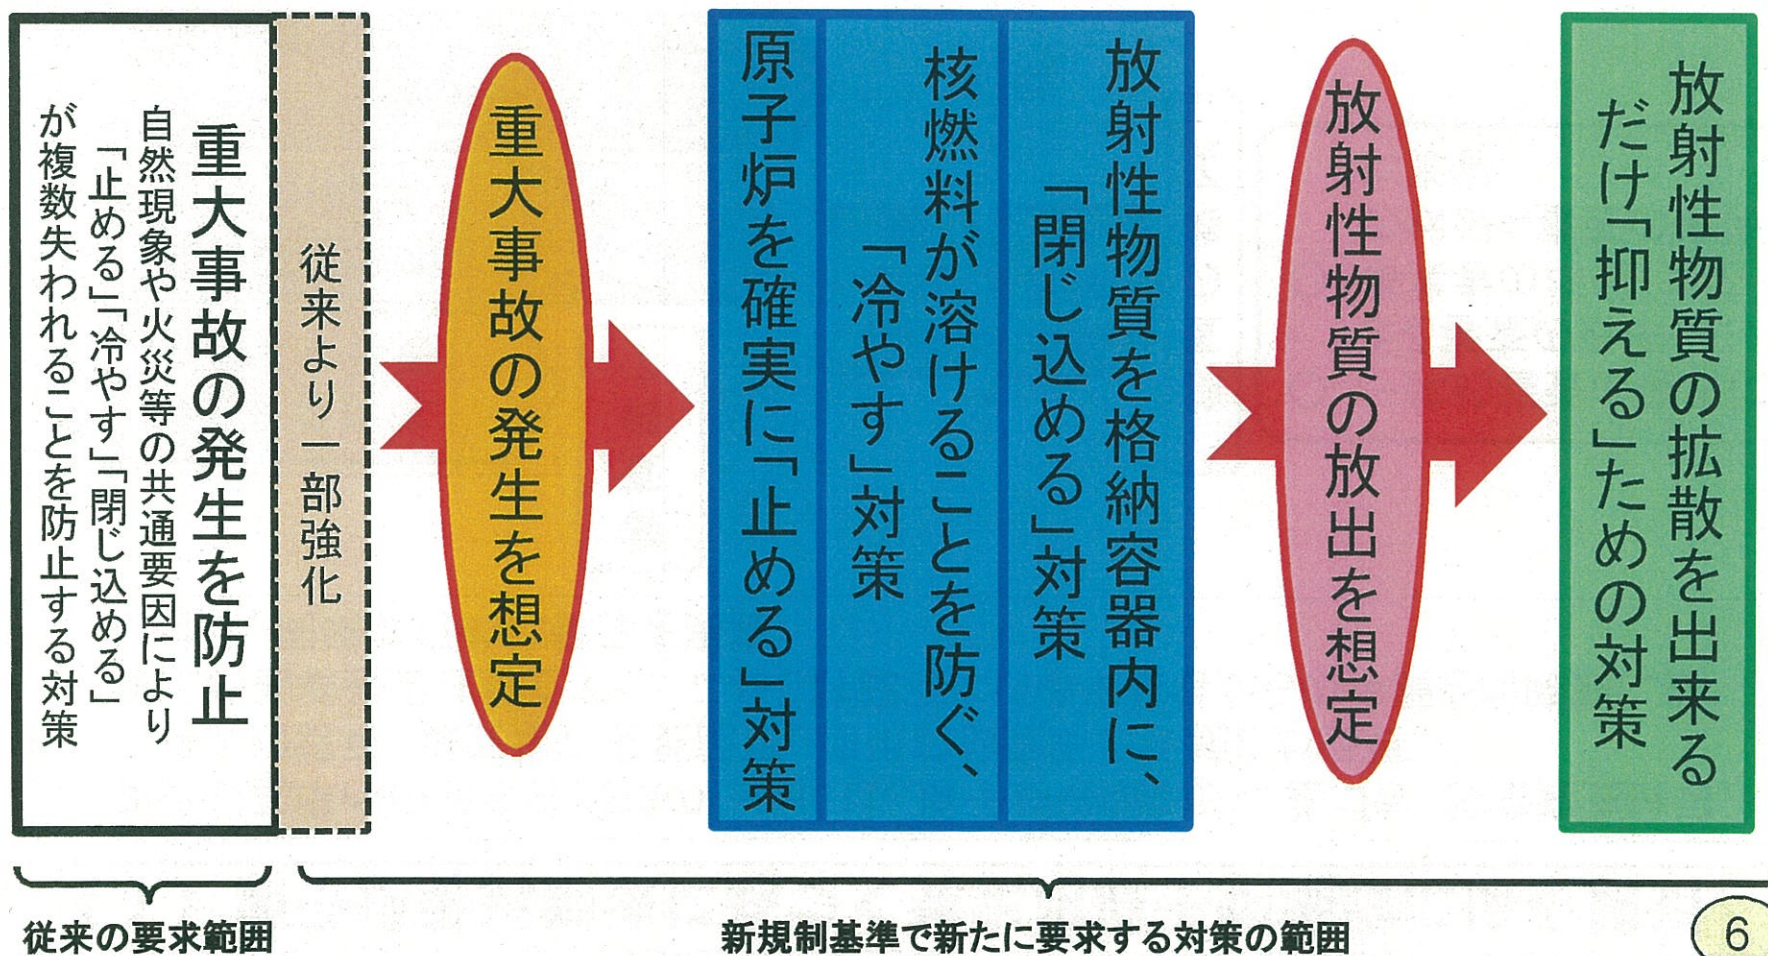 重大事故の発生を防止
自然現象や火災等の共通要因により
「止める」「冷やす」「閉じ込める」
が複数失われることを防止する対策
従来より一部強化
重大事故の発生を想定
原子炉を確実に「止める」対策
核燃料が溶けることを防ぐ、
「冷やす」対策
放射性物質を格納容器内に、
「閉じ込める」対策
放射性物質の放出を想定
放射性物質の拡散を出来る
だけ「抑える」ための対策
従来の要求範囲
新規制基準で新たに要求する対策の範囲
6